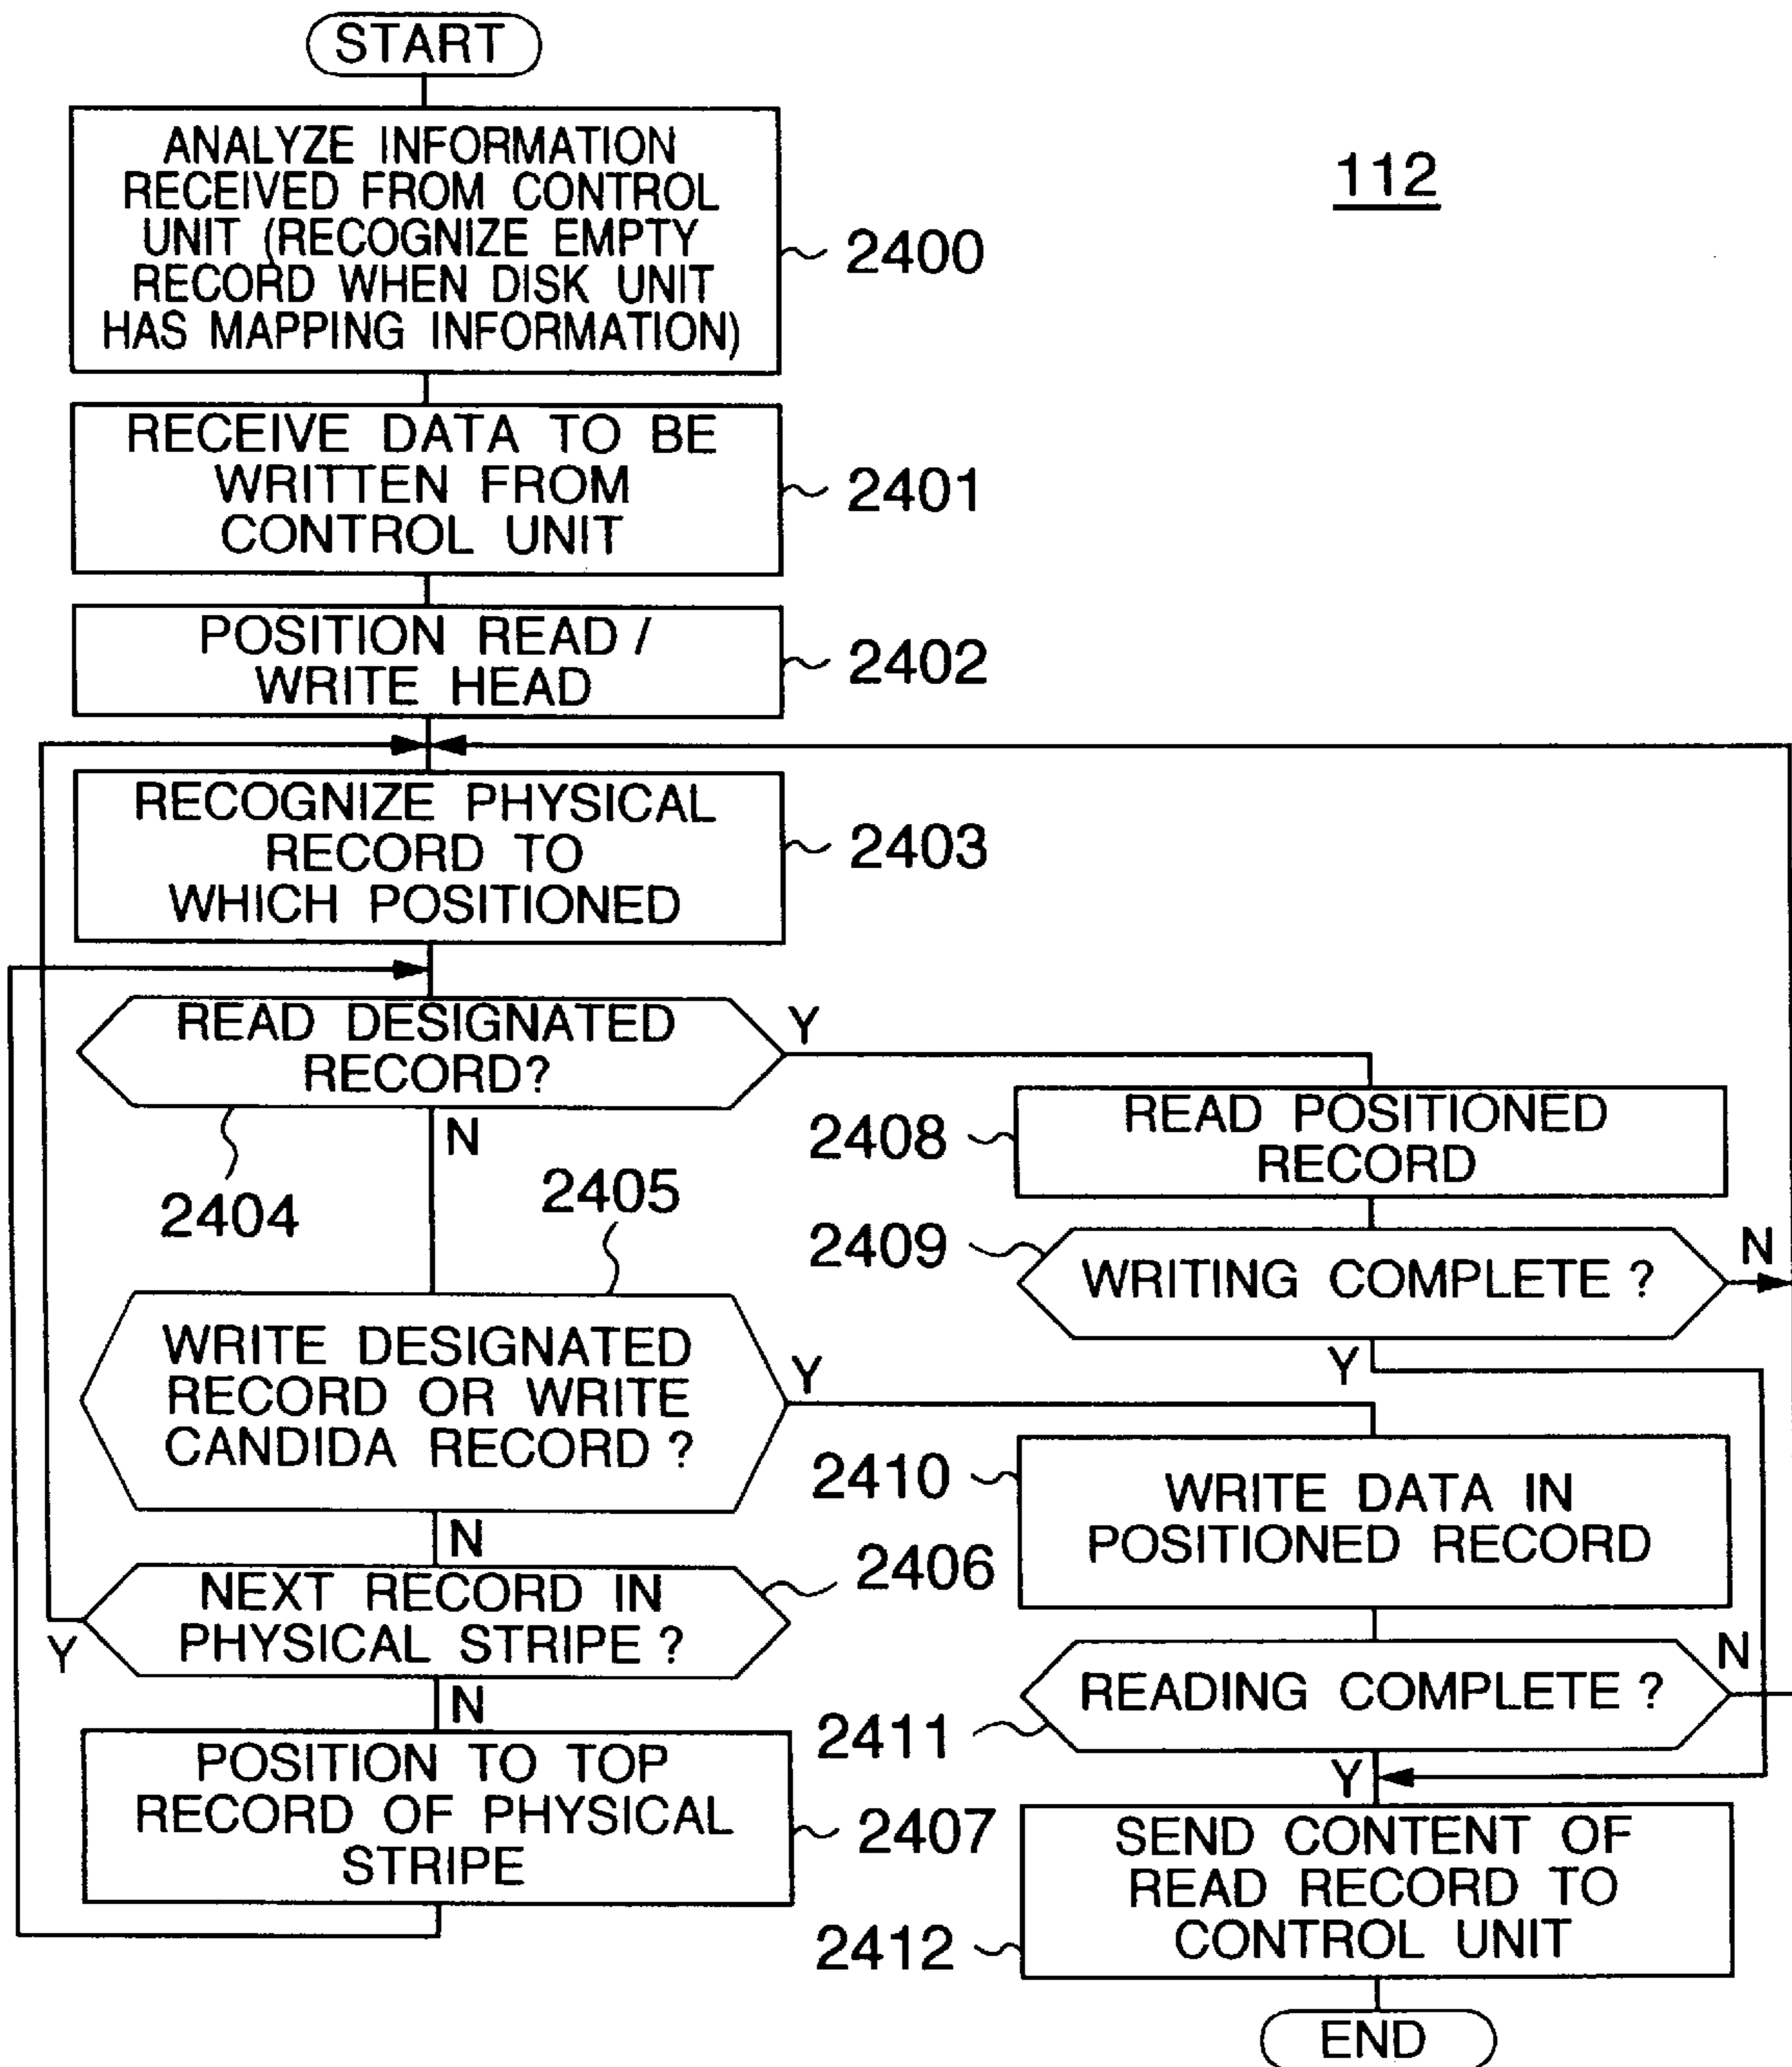 START
ANALYZE INFORMATION
RECEIVED FROM CONTROL
UNIT (RECOGNIZE EMPTY
RECORD WHEN DISK UNIT
HAS MAPPING INFORMATION)
2400
112
RECEIVE DATA TO BE
WRITTEN FROM
CONTROL UNIT
2401
POSITION READ /
WRITE HEAD
2402
RECOGNIZE PHYSICAL
RECORD TO
WHICH POSITIONED
2403
READ DESIGNATED
RECORD?
Y
N
2404
2405
WRITE DESIGNATED
RECORD OR WRITE
CANDIDA RECORD ?
Y
N
2406
NEXT RECORD IN
PHYSICAL STRIPE ?
Y
N
POSITION TO TOP
RECORD OF PHYSICAL
STRIPE
2407
2408
READ POSITIONED
RECORD
2409
WRITING COMPLETE ?
N
Y
2410
WRITE DATA IN
POSITIONED RECORD
READING COMPLETE ?
N
2411
Y
SEND CONTENT OF
READ RECORD TO
CONTROL UNIT
2412
END